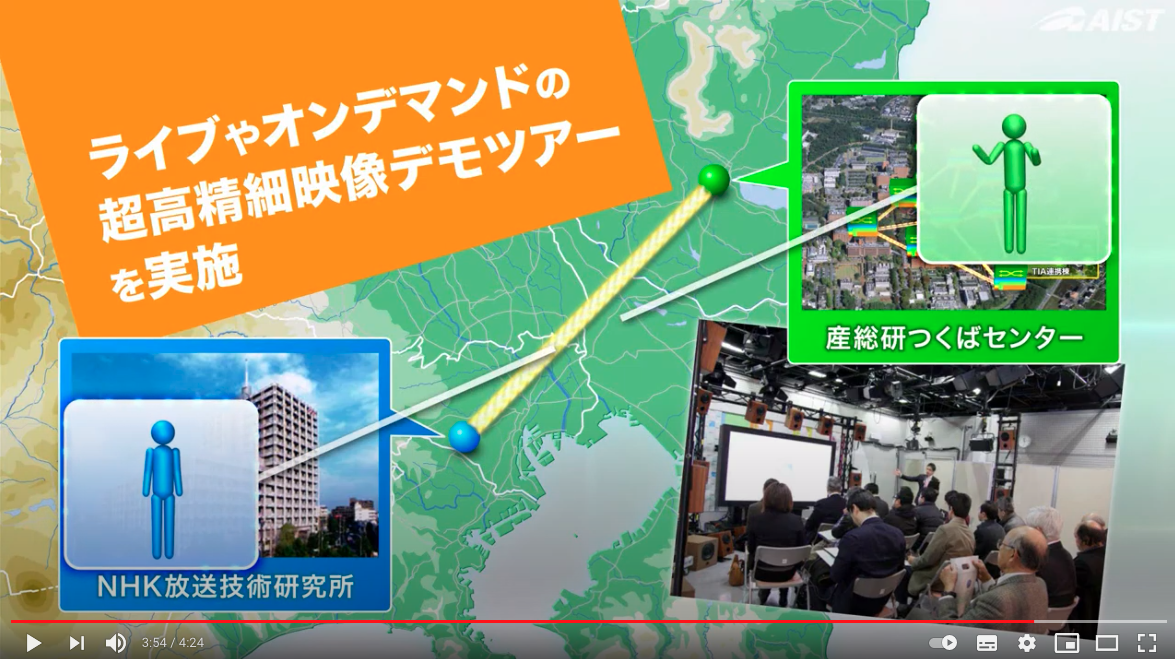 AIST
ライブやオンデマンドの
超高精細映像デモツアー
を実施
TIA連携棟
産総研つくばセンター
NHK放送技術研究所
3:54 / 4:24